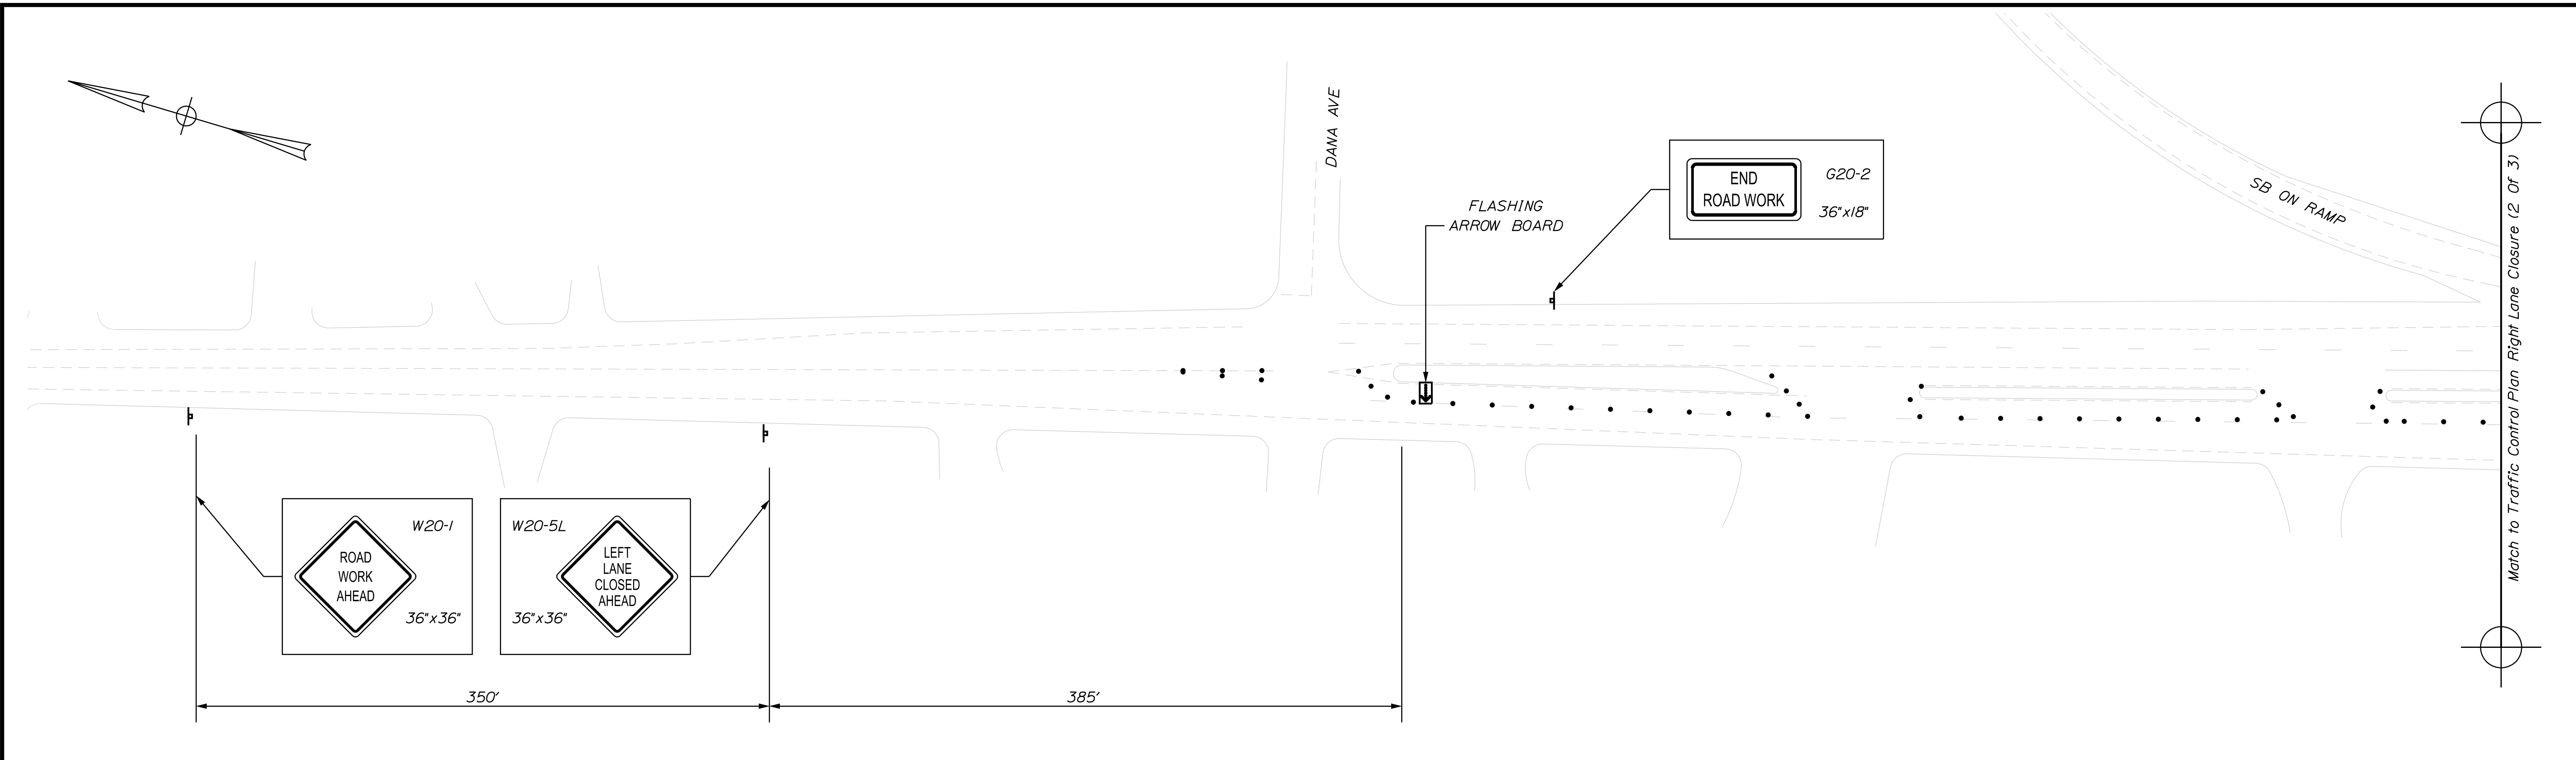 DANA AVE
FLASHING
ARROW BOARD
END
ROAD WORK
G20-2
36"x18"
SB ON RAMP
Match to Traffic Control Plan Right Lane Closure (2 Of 3)
ROAD
WORK
AHEAD
W20-1
36"x36"
W20-5L
36"x36"
LEFT
LANE
CLOSED
AHEAD
350'
385'